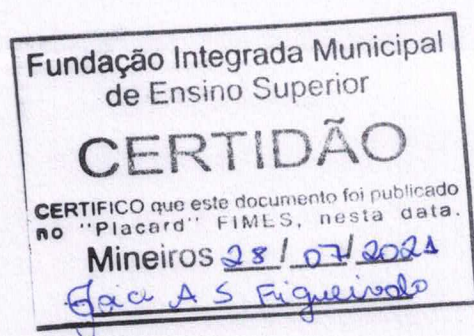 Fundação Integrada Municipal
de Ensino Superior
CERTIDÃO
CERTIFICO que este documento foi publicado
no "Placard" FIMES, nesta data.
Mineiros 28/07/2021
A S Figueiredo